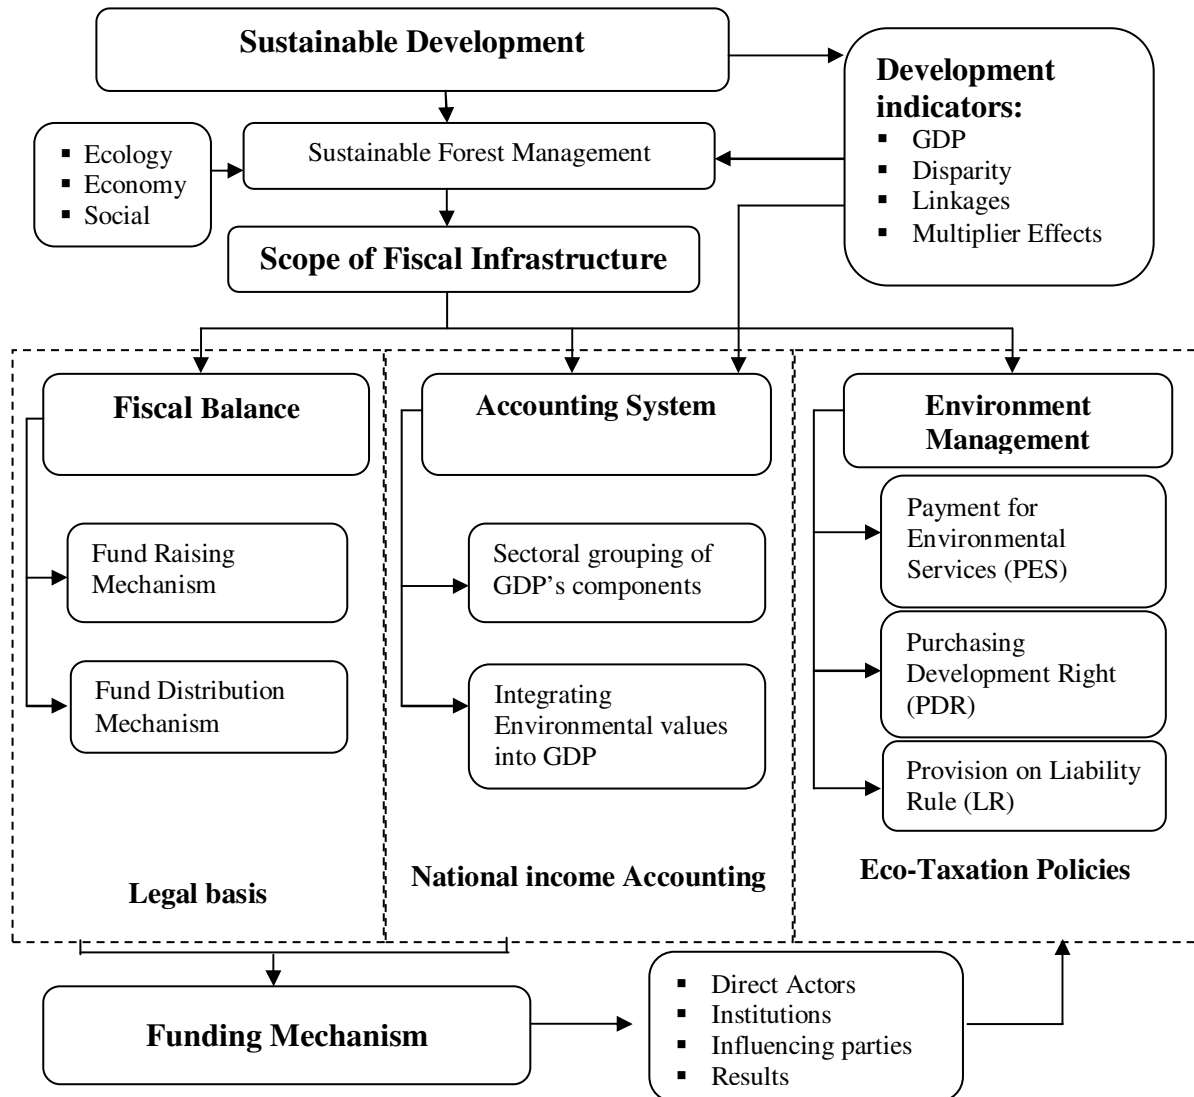 Sustainable Development
Development
indicators:
▪ GDP
▪ Disparity
▪ Linkages
▪ Multiplier Effects
▪ Ecology
▪ Economy
▪ Social
Sustainable Forest Management
Scope of Fiscal Infrastructure
Fiscal Balance
Fund Raising
Mechanism
Fund Distribution
Mechanism
Legal basis
Accounting System
Sectoral grouping of
GDP’s components
Integrating
Environmental values
into GDP
National income Accounting
Environment
Management
Payment for
Environmental
Services (PES)
Purchasing
Development Right
(PDR)
Provision on Liability
Rule (LR)
Eco-Taxation Policies
Funding Mechanism
▪ Direct Actors
▪ Institutions
▪ Influencing parties
▪ Results